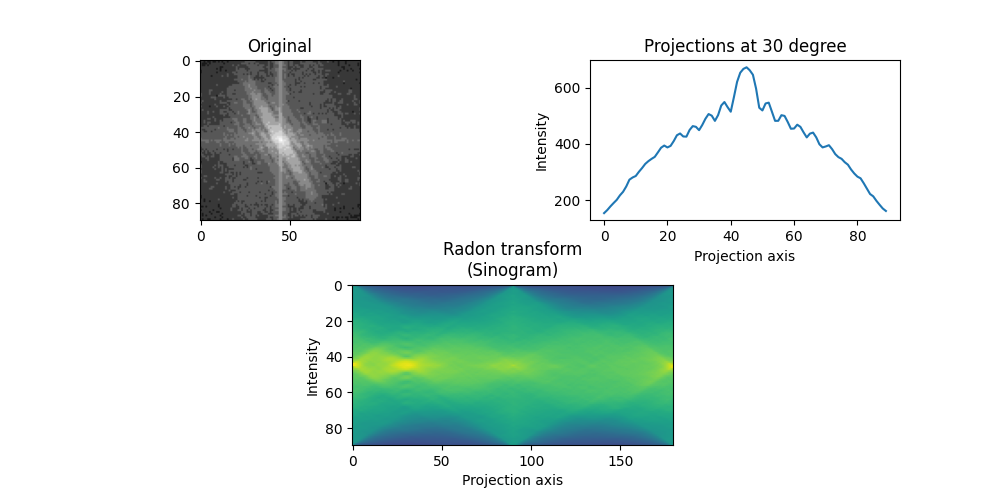 Original
0
20
40
60
80
0 50
Projections at 30 degree
Intensity
600
400
200
0 20 40 60 80
Projection axis
Radon transform
(Sinogram)
Intensity
0
20
40
60
80
0 50 100 150
Projection axis